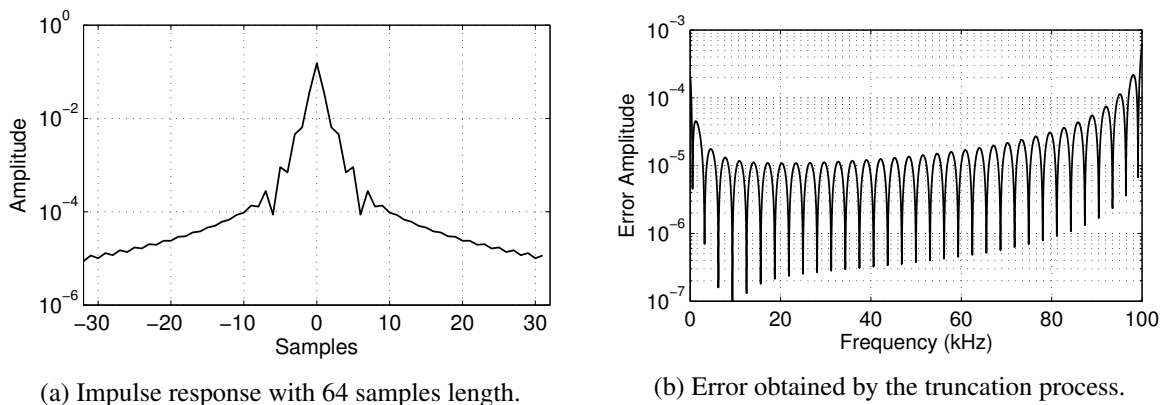 10^0
10^-2
10^-4
10^-6
Amplitude
−30 −20 −10 0 10 20 30
Samples
(a) Impulse response with 64 samples length.
10^-3
10^-4
10^-5
10^-6
10^-7
Error Amplitude
0 20 40 60 80 100
Frequency (kHz)
(b) Error obtained by the truncation process.